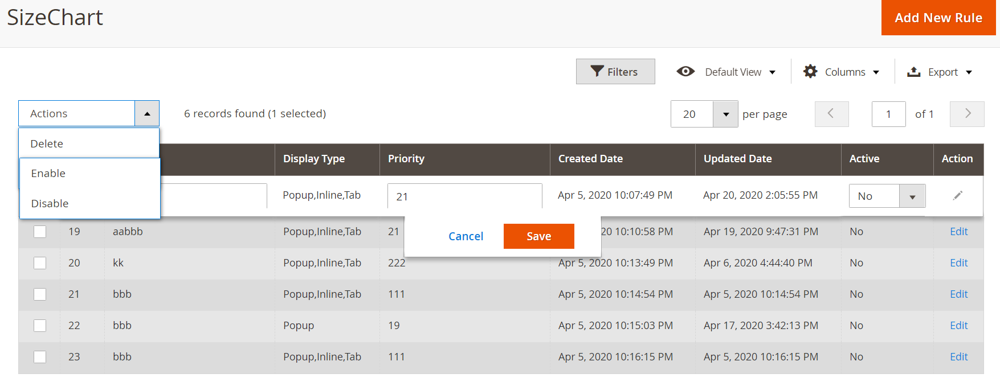 SizeChart
Add New Rule
Filters Default View Columns Export
Actions 6 records found (1 selected) 20 per page 1 of 1
Delete
Display Type Priority Created Date Updated Date Active Action
Enable
Popup,Inline,Tab 21 Apr 5, 2020 10:07:49 PM Apr 20, 2020 2:05:55 PM No
Disable
19 aabbb Popup,Inline,Tab 21 20 10:10:58 PM Apr 19, 2020 9:47:31 PM No Edit
Cancel Save
20 kk Popup,Inline,Tab 222 Apr 5, 2020 10:13:49 PM Apr 6, 2020 4:44:40 PM No Edit
21 bbb Popup,Inline,Tab 111 Apr 5, 2020 10:14:54 PM Apr 5, 2020 10:14:54 PM No Edit
22 bbb Popup 19 Apr 5, 2020 10:15:03 PM Apr 17, 2020 3:42:13 PM No Edit
23 bbb Popup,Inline,Tab 111 Apr 5, 2020 10:16:15 PM Apr 5, 2020 10:16:15 PM No Edit